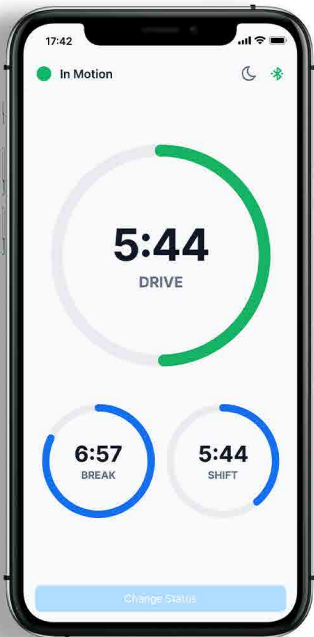 17:42
In Motion
5:44
DRIVE
6:57
BREAK
5:44
SHIFT
Change Status